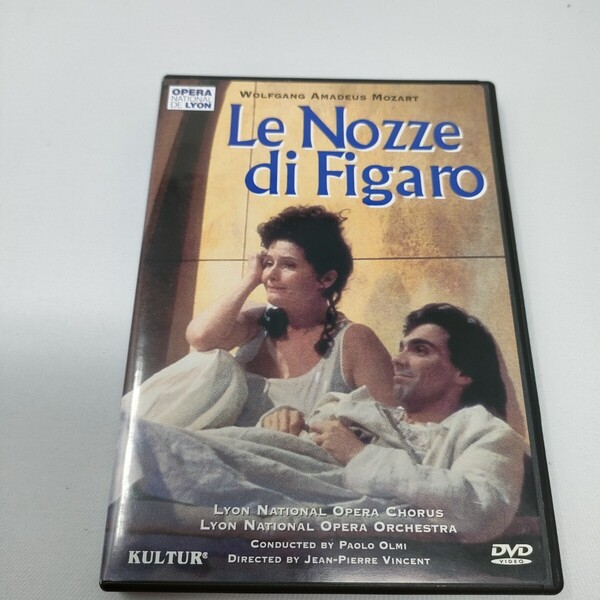 OPERA
NATIONAL
DE LYON
WOLFGANG AMADEUS MOZART
Le Nozze
di Figaro
LYON NATIONAL OPERA CHORUS
LYON NATIONAL OPERA ORCHESTRA
CONDUCTED BY PAOLO OLMI
DIRECTED BY JEAN-PIERRE VINCENT
KULTUR®
DVD
VIDEO